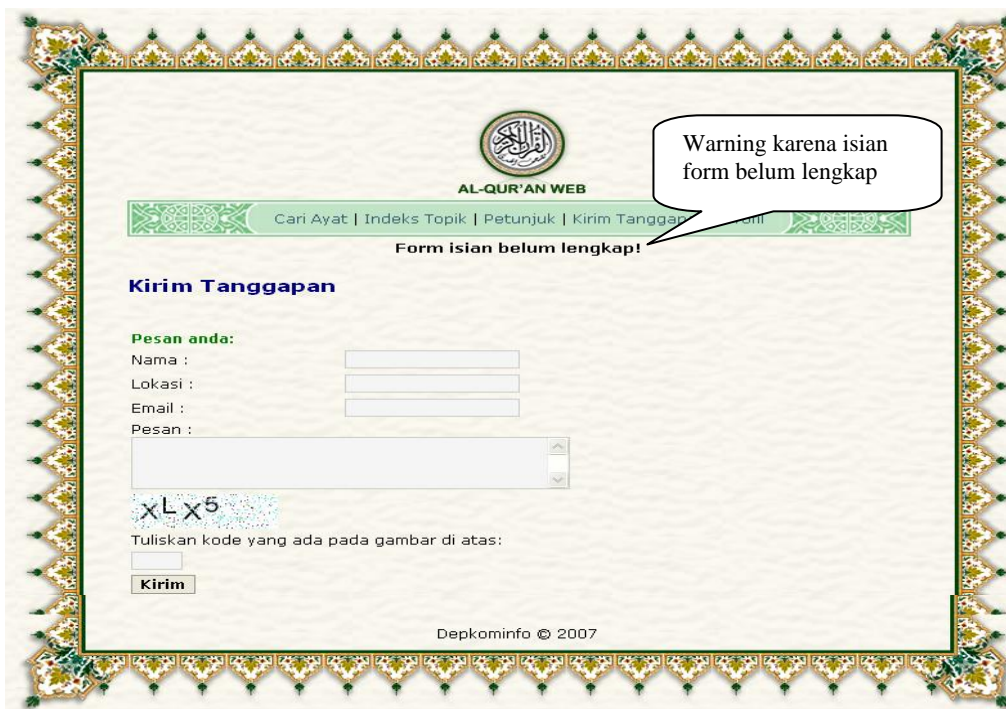 Warning karena isian
form belum lengkap
AL-QUR'AN WEB
Cari Ayat | Indeks Topik | Petunjuk | Kirim
Form isian belum lengkap!
Kirim Tanggapan
Pesan anda:
Nama :
Lokasi :
Email :
Pesan :
xLx5
Tuliskan kode yang ada pada gambar di atas:
Kirim
Depkominfo © 2007